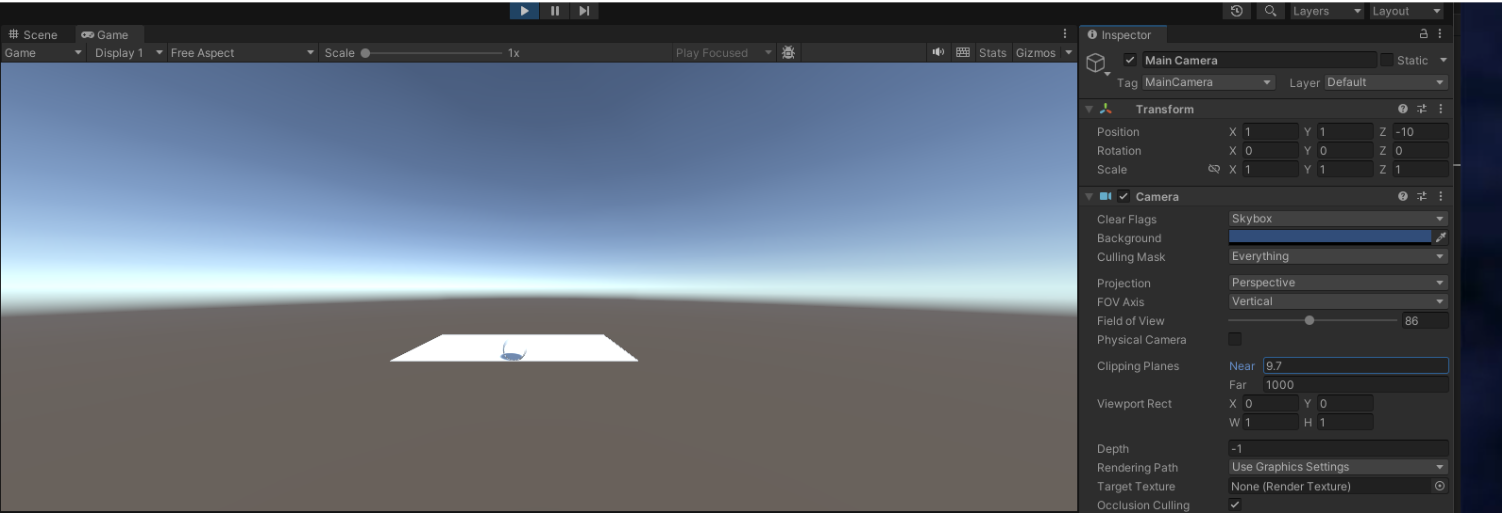 Layers Layout
Scene Game
Game Display 1 Free Aspect Scale 1x Play Focused Stats Gizmos
Inspector
Main Camera Static
Tag MainCamera Layer Default
Transform
Position X 1 Y 1 Z -10
Rotation X 0 Y 0 Z 0
Scale X 1 Y 1 Z 1
Camera
Clear Flags Skybox
Background
Culling Mask Everything
Projection Perspective
FOV Axis Vertical
Field of View 86
Physical Camera
Clipping Planes Near 9.7
Far 1000
Viewport Rect X 0 Y 0
W 1 H 1
Depth -1
Rendering Path Use Graphics Settings
Target Texture None (Render Texture)
Occlusion Culling